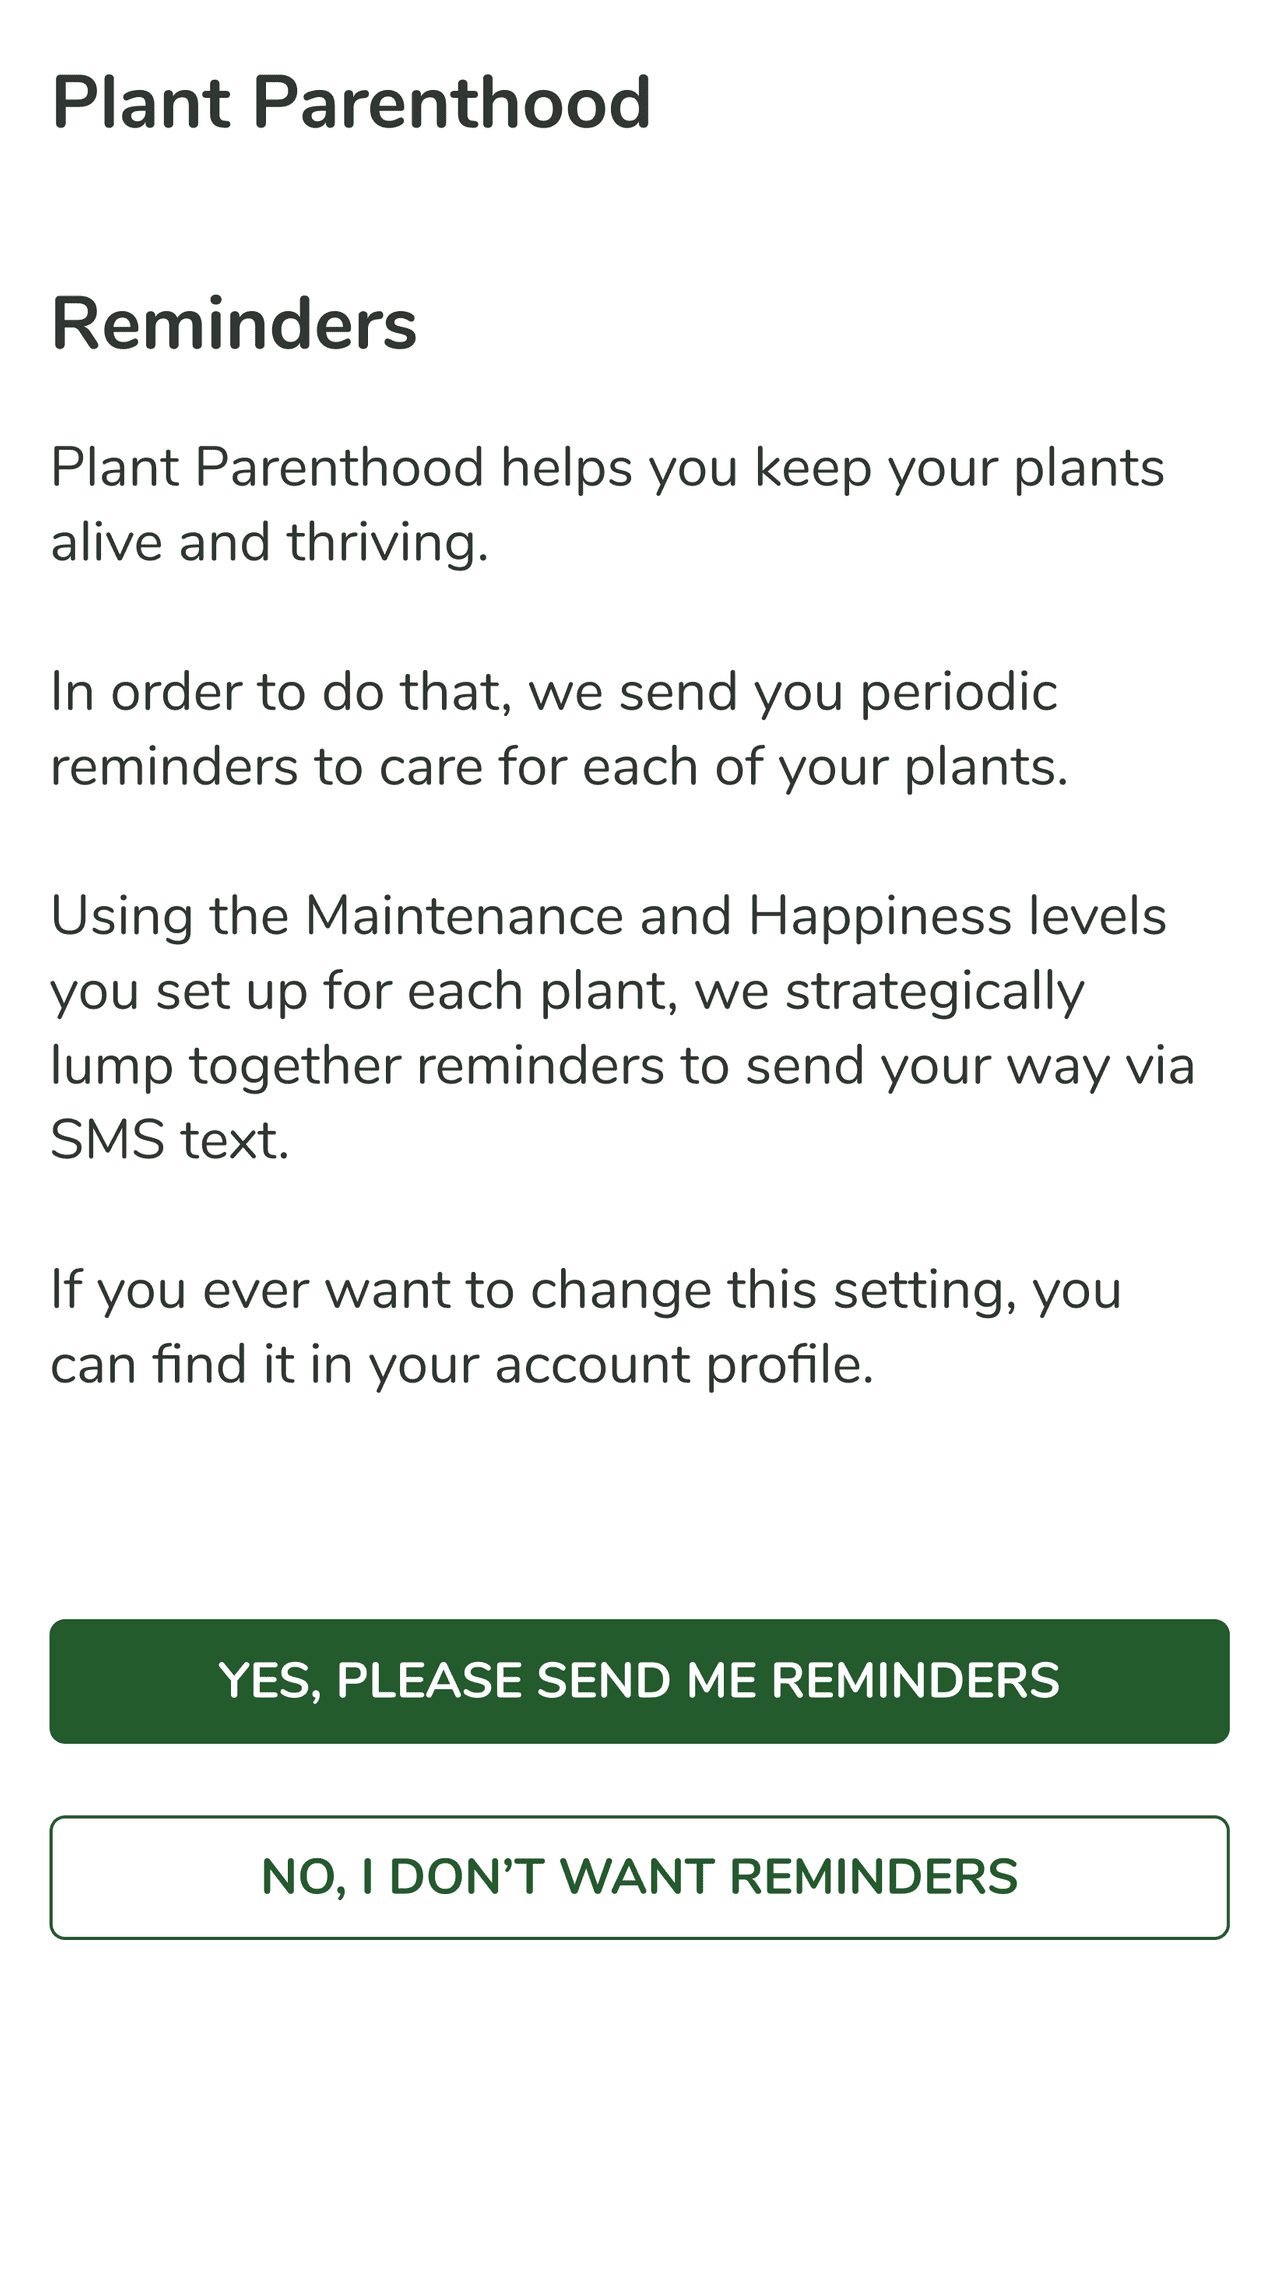 Plant Parenthood
Reminders
Plant Parenthood helps you keep your plants
alive and thriving.
In order to do that, we send you periodic
reminders to care for each of your plants.
Using the Maintenance and Happiness levels
you set up for each plant, we strategically
lump together reminders to send your way via
SMS text.
If you ever want to change this setting, you
can find it in your account profile.
YES, PLEASE SEND ME REMINDERS
NO, I DON’T WANT REMINDERS